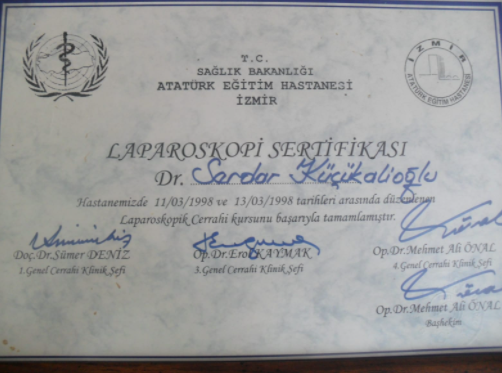 T.C.
SAĞLIK BAKANLIĞI
ATATÜRK EĞİTİM HASTANESİ
İZMİR
İZMİR
ATATÜRK EĞİTİM HASTANESİ
LAPAROSKOPİ SERTİFİKASI
Dr. Serdar Küçükalioğlu
Hastanemizde 11/03/1998 ve 13/03/1998 tarihleri arasında düzenlenen
Laparoskopik Cerrahi kursunu başarıyla tamamlamıştır.
Doç.Dr.Sümer DENİZ
1.Genel Cerrahi Klinik Şefi
Op.Dr.Erol KAYMAK
3.Genel Cerrahi Klinik Şefi
Op.Dr.Mehmet Ali ÖNAL
4.Genel Cerrahi Klinik Şefi
Op.Dr.Mehmet Ali ÖNAL
Başhekim